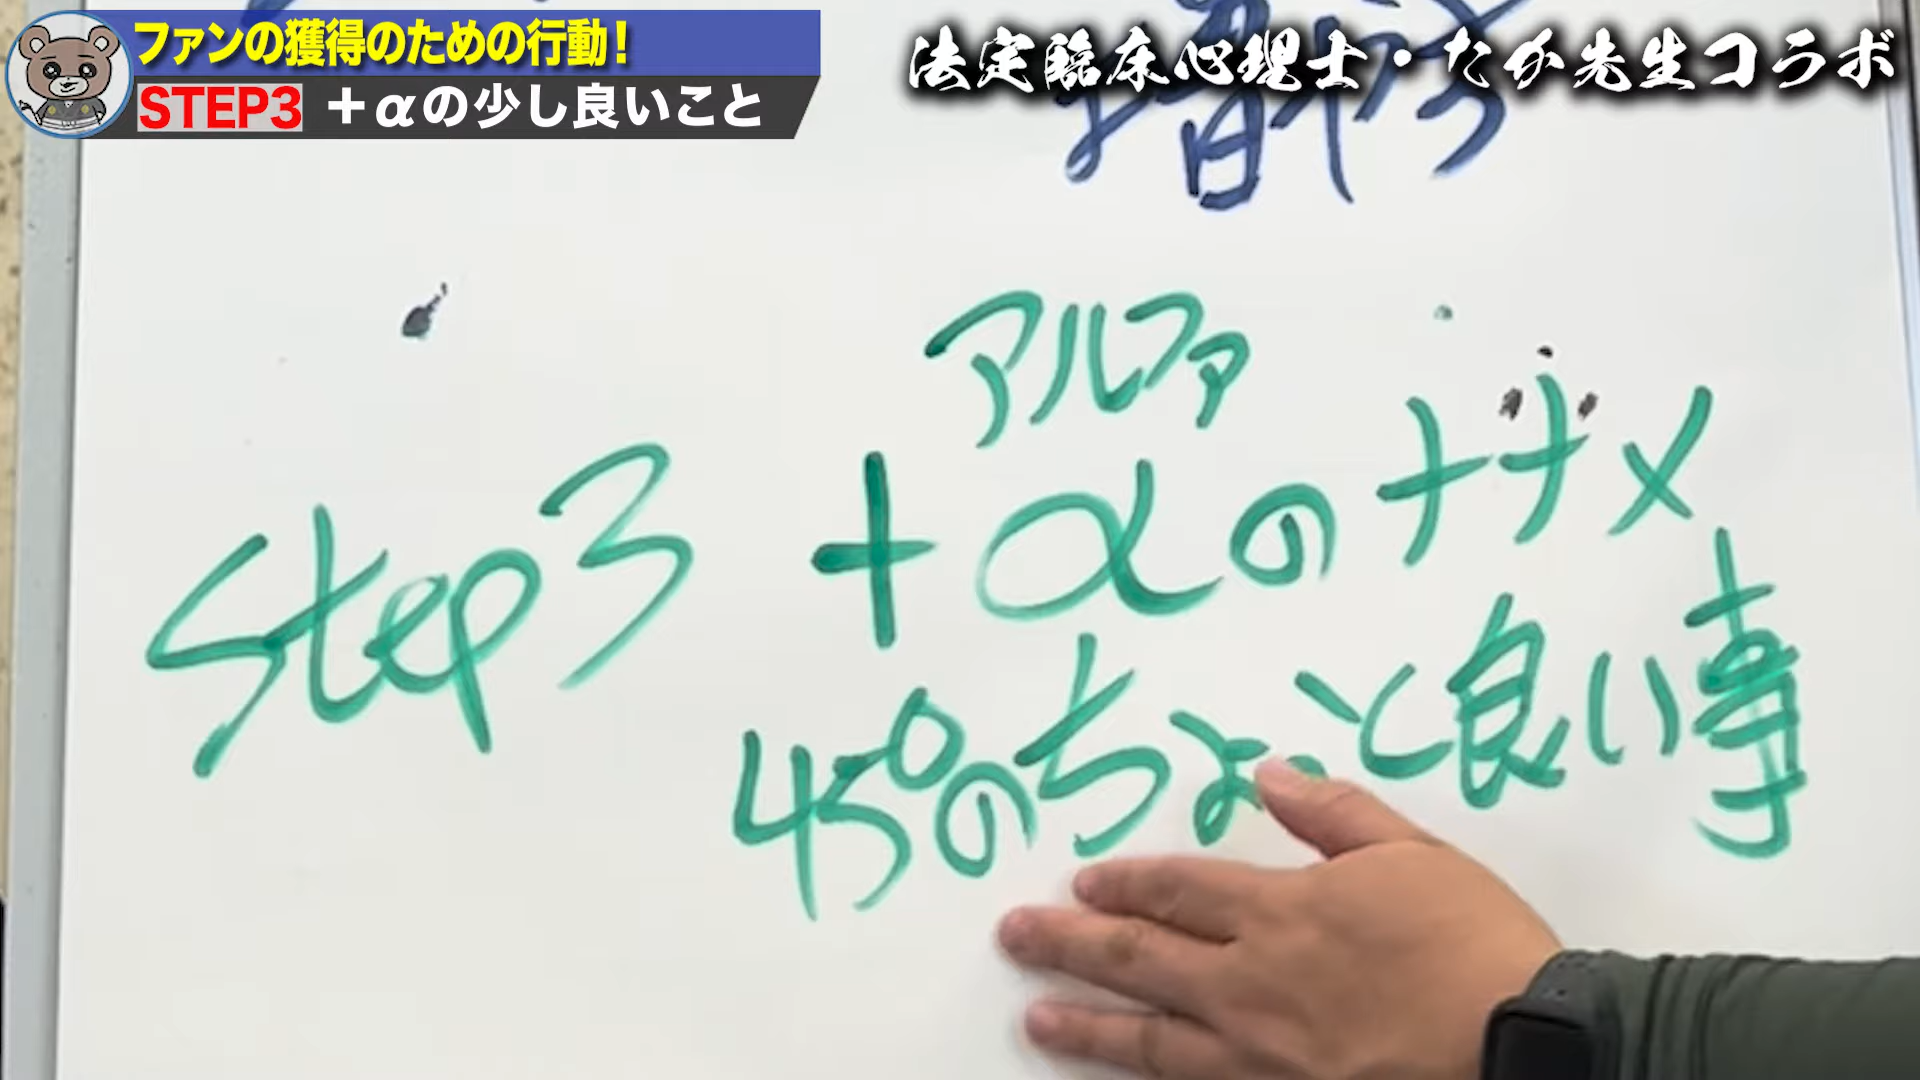 ファンの獲得のための行動!
STEP3 +αの少し良いこと
法定臨床心理士・たか先生コラボ
アルファ
Step3 +αのナナメ
45°のちょっと良い事